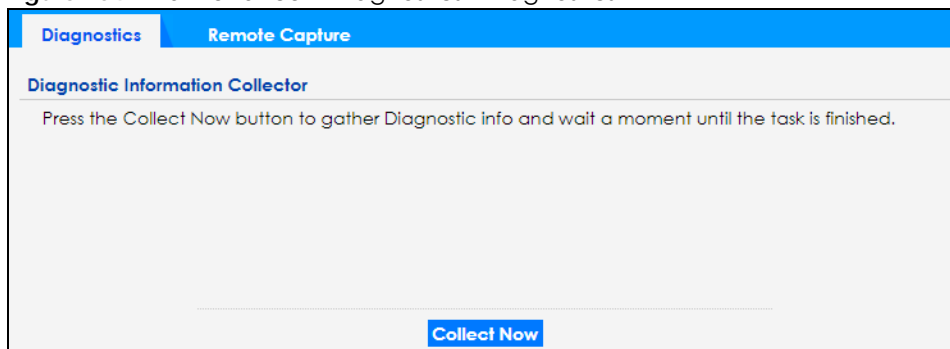 Diagnostics Remote Capture
Diagnostic Information Collector
Press the Collect Now button to gather Diagnostic info and wait a moment until the task is finished.
Collect Now